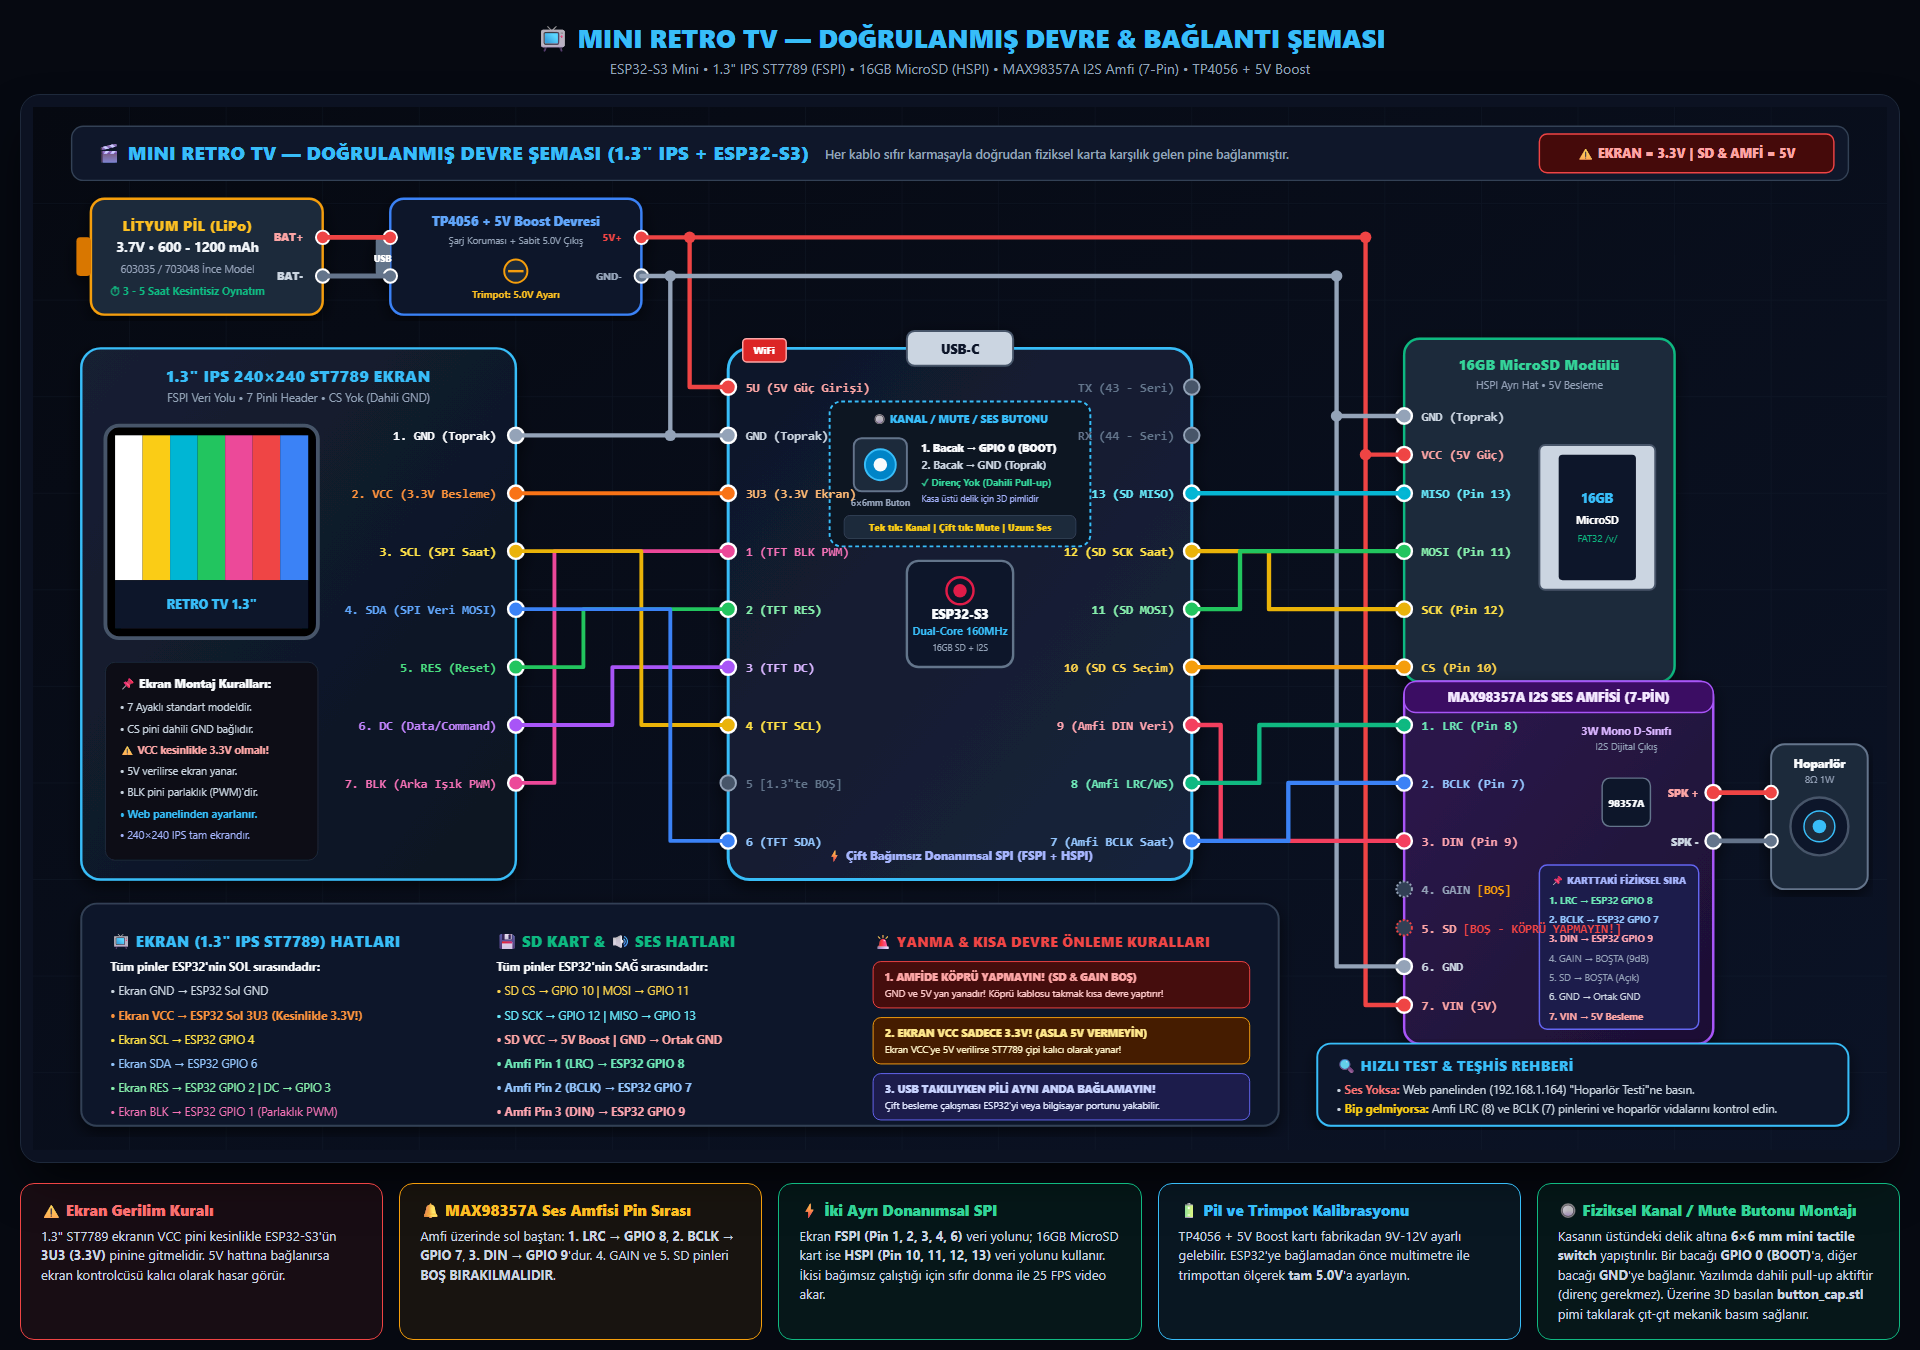 MINI RETRO TV — DOĞRULANMIŞ DEVRE & BAĞLANTI ŞEMASI
ESP32-S3 Mini • 1.3" IPS ST7789 (FSPI) • 16GB MicroSD (HSPI) • MAX98357A I2S Amfi (7-Pin) • TP4056 + 5V Boost
MINI RETRO TV — DOĞRULANMIŞ DEVRE ŞEMASI (1.3" IPS + ESP32-S3)
Her kablo sıfır karmaşayla doğrudan fiziksel karta karşılık gelen pine bağlanmıştır.
EKRAN = 3.3V | SD & AMFİ = 5V
LİTYUM PİL (LiPo)
3.7V • 600 - 1200 mAh
603035 / 703048 İnce Model
3 - 5 Saat Kesintisiz Oynatım
BAT+
BAT-
USB
TP4056 + 5V Boost Devresi
Şarj Koruması + Sabit 5.0V Çıkış
Trimpot: 5.0V Ayarı
5V+
GND-
1.3" IPS 240×240 ST7789 EKRAN
FSPI Veri Yolu • 7 Pinli Header • CS Yok (Dahili GND)
RETRO TV 1.3"
1. GND (Toprak)
2. VCC (3.3V Besleme)
3. SCL (SPI Saat)
4. SDA (SPI Veri MOSI)
5. RES (Reset)
6. DC (Data/Command)
7. BLK (Arka Işık PWM)
Ekran Montaj Kuralları:
• 7 Ayaklı standart modeldir.
• CS pini dahili GND bağlıdır.
VCC kesinlikle 3.3V olmalı!
• 5V verilirse ekran yanar.
• BLK pini parlaklık (PWM)'dir.
• Web panelinden ayarlanır.
• 240×240 IPS tam ekrandır.
WiFi
USB-C
5U (5V Güç Girişi)
GND (Toprak)
3U3 (3.3V Ekran)
1 (TFT BLK PWM)
2 (TFT RES)
3 (TFT DC)
4 (TFT SCL)
5 [1.3"te BOŞ]
6 (TFT SDA)
TX (43 - Seri)
RX (44 - Seri)
13 (SD MISO)
12 (SD SCK Saat)
11 (SD MOSI)
10 (SD CS Seçim)
9 (Amfi DIN Veri)
8 (Amfi LRC/WS)
7 (Amfi BCLK Saat)
KANAL / MUTE / SES BUTONU
6×6mm Buton
1. Bacak → GPIO 0 (BOOT)
2. Bacak → GND (Toprak)
✓ Direnç Yok (Dahili Pull-up)
Kasa üstü delik için 3D pimlidir
Tek tık: Kanal | Çift tık: Mute | Uzun: Ses
ESP32-S3
Dual-Core 160MHz
16GB SD + I2S
Çift Bağımsız Donanımsal SPI (FSPI + HSPI)
16GB MicroSD Modülü
HSPI Ayrı Hat • 5V Besleme
GND (Toprak)
VCC (5V Güç)
MISO (Pin 13)
MOSI (Pin 11)
SCK (Pin 12)
CS (Pin 10)
16GB
MicroSD
FAT32 /v/
MAX98357A I2S SES AMFİSİ (7-PİN)
3W Mono D-Sınıfı
I2S Dijital Çıkış
98357A
1. LRC (Pin 8)
2. BCLK (Pin 7)
3. DIN (Pin 9)
4. GAIN [BOŞ]
5. SD [BOŞ - KÖPRÜ YAPMAYIN!]
6. GND
7. VIN (5V)
SPK +
SPK -
KARTTAKİ FİZİKSEL SIRA
1. LRC → ESP32 GPIO 8
2. BCLK → ESP32 GPIO 7
3. DIN → ESP32 GPIO 9
4. GAIN → BOŞTA (9dB)
5. SD → BOŞTA (Açık)
6. GND → Ortak GND
7. VIN → 5V Besleme
Hoparlör
8Ω 1W
EKRAN (1.3" IPS ST7789) HATLARI
Tüm pinler ESP32'nin SOL sırasındadır:
• Ekran GND → ESP32 Sol GND
• Ekran VCC → ESP32 Sol 3U3 (Kesinlikle 3.3V!)
• Ekran SCL → ESP32 GPIO 4
• Ekran SDA → ESP32 GPIO 6
• Ekran RES → ESP32 GPIO 2 | DC → GPIO 3
• Ekran BLK → ESP32 GPIO 1 (Parlaklık PWM)
SD KART & SES HATLARI
Tüm pinler ESP32'nin SAĞ sırasındadır:
• SD CS → GPIO 10 | MOSI → GPIO 11
• SD SCK → GPIO 12 | MISO → GPIO 13
• SD VCC → 5V Boost | GND → Ortak GND
• Amfi Pin 1 (LRC) → ESP32 GPIO 8
• Amfi Pin 2 (BCLK) → ESP32 GPIO 7
• Amfi Pin 3 (DIN) → ESP32 GPIO 9
YANMA & KISA DEVRE ÖNLEME KURALLARI
1. AMFİDE KÖPRÜ YAPMAYIN! (SD & GAIN BOŞ)
GND ve 5V yan yanadır! Köprü kablosu takmak kısa devre yaptırır!
2. EKRAN VCC SADECE 3.3V! (ASLA 5V VERMEYİN)
Ekran VCC'ye 5V verilirse ST7789 çipi kalıcı olarak yanar!
3. USB TAKILIYKEN PİLİ AYNI ANDA BAĞLAMAYIN!
Çift besleme çakışması ESP32'yi veya bilgisayar portunu yakabilir.
HIZLI TEST & TEŞHİS REHBERİ
• Ses Yoksa: Web panelinden (192.168.1.164) "Hoparlör Testi"ne basın.
• Bip gelmiyorsa: Amfi LRC (8) ve BCLK (7) pinlerini ve hoparlör vidalarını kontrol edin.
Ekran Gerilim Kuralı
1.3" ST7789 ekranın VCC pini kesinlikle ESP32-S3'ün
3U3 (3.3V) pinine gitmelidir. 5V hattına bağlanırsa
ekran kontrolcüsü kalıcı olarak hasar görür.
MAX98357A Ses Amfisi Pin Sırası
Amfi üzerinde sol baştan: 1. LRC → GPIO 8, 2. BCLK →
GPIO 7, 3. DIN → GPIO 9'dur. 4. GAIN ve 5. SD pinleri
BOŞ BIRAKILMALIDIR.
İki Ayrı Donanımsal SPI
Ekran FSPI (Pin 1, 2, 3, 4, 6) veri yolunu; 16GB MicroSD
kart ise HSPI (Pin 10, 11, 12, 13) veri yolunu kullanır.
İkisi bağımsız çalıştığı için sıfır donma ile 25 FPS video
akar.
Pil ve Trimpot Kalibrasyonu
TP4056 + 5V Boost kartı fabrikadan 9V-12V ayarlı
gelebilir. ESP32'ye bağlamadan önce multimetre ile
trimpottan ölçerek tam 5.0V'a ayarlayın.
Fiziksel Kanal / Mute Butonu Montajı
Kasanın üstündeki delik altına 6×6 mm mini tactile
switch yapıştırılır. Bir bacağı GPIO 0 (BOOT)'a, diğer
bacağı GND'ye bağlanır. Yazılımda dahili pull-up aktiftir
(direnç gerekmez). Üzerine 3D basılan button_cap.stl
pimi takılarak çıt-çıt mekanik basım sağlanır.